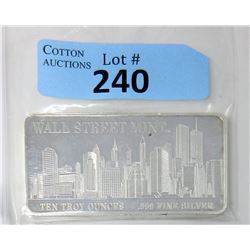 COTTON
AUCTIONS
Lot #
240
WALL STREET MINT
TEN TROY OUNCES .999 FINE SILVER